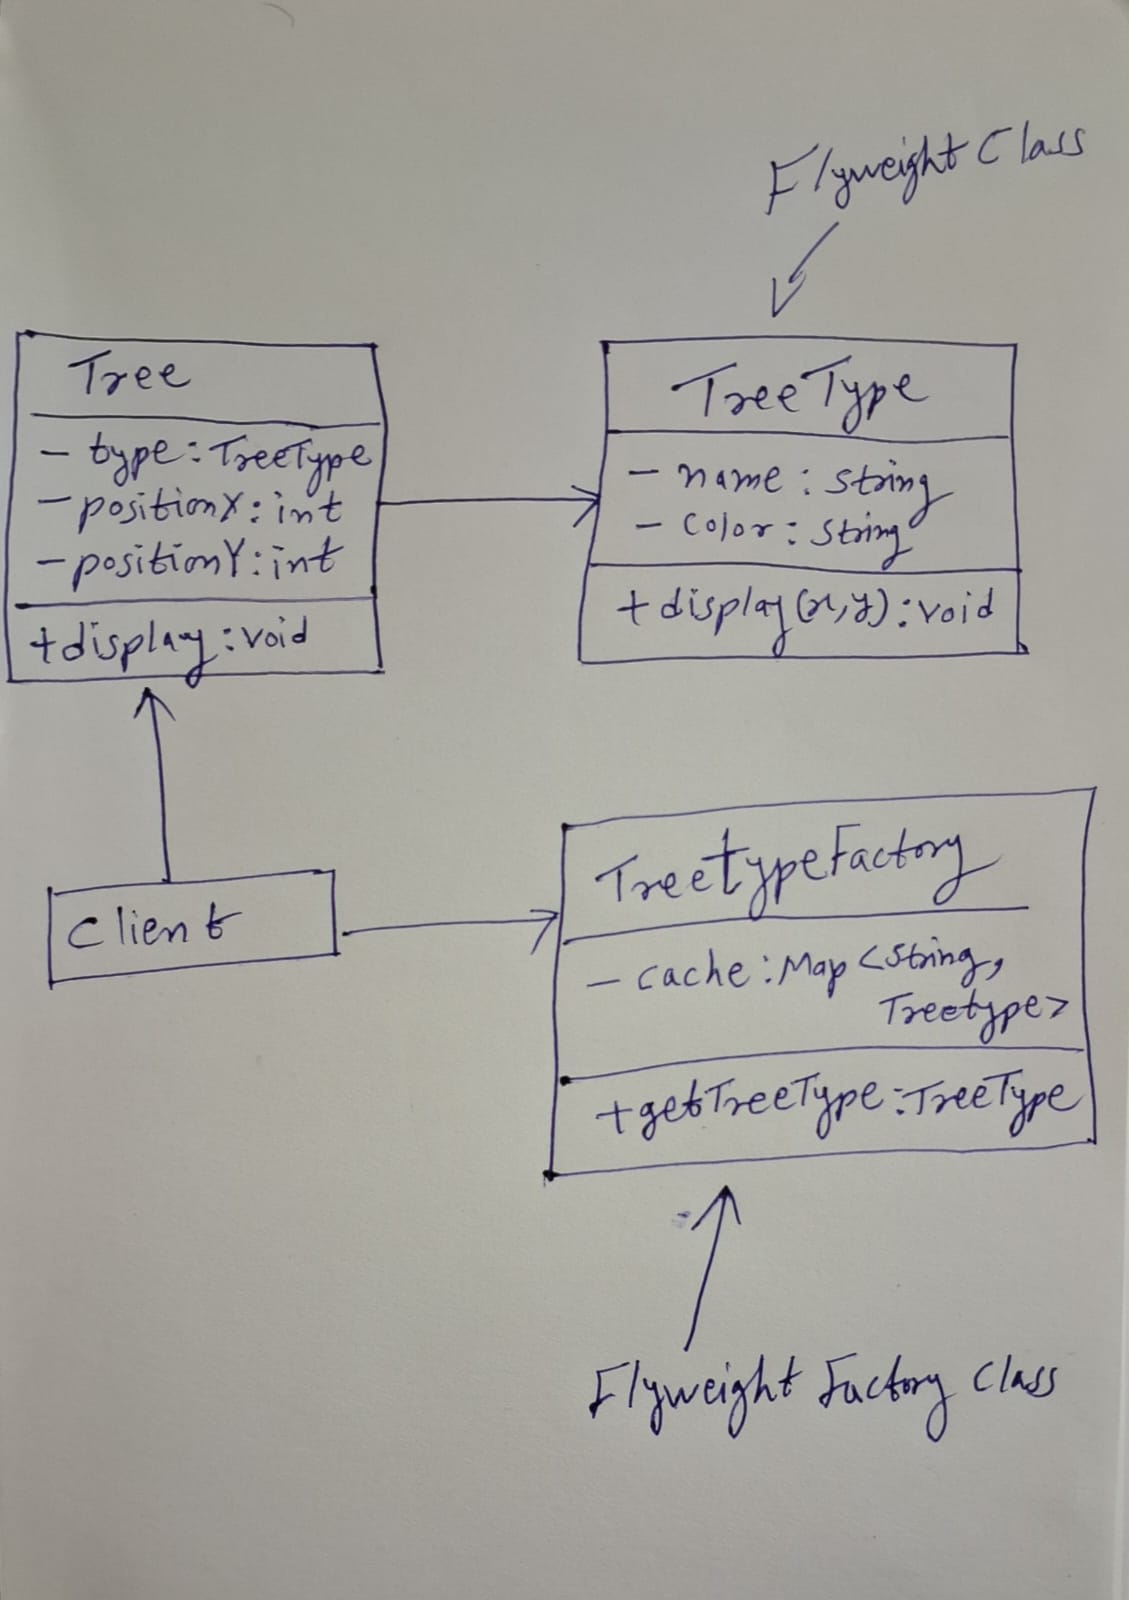 Flyweight Class
Tree
- type: TreeType
- positionX: int
- positionY: int
+display: void
TreeType
- name: string
- color: string
+ display(x,y): void
Client
TreetypeFactory
- cache: Map <string,
Treetype>
+getTreeType: TreeType
Flyweight Factory Class